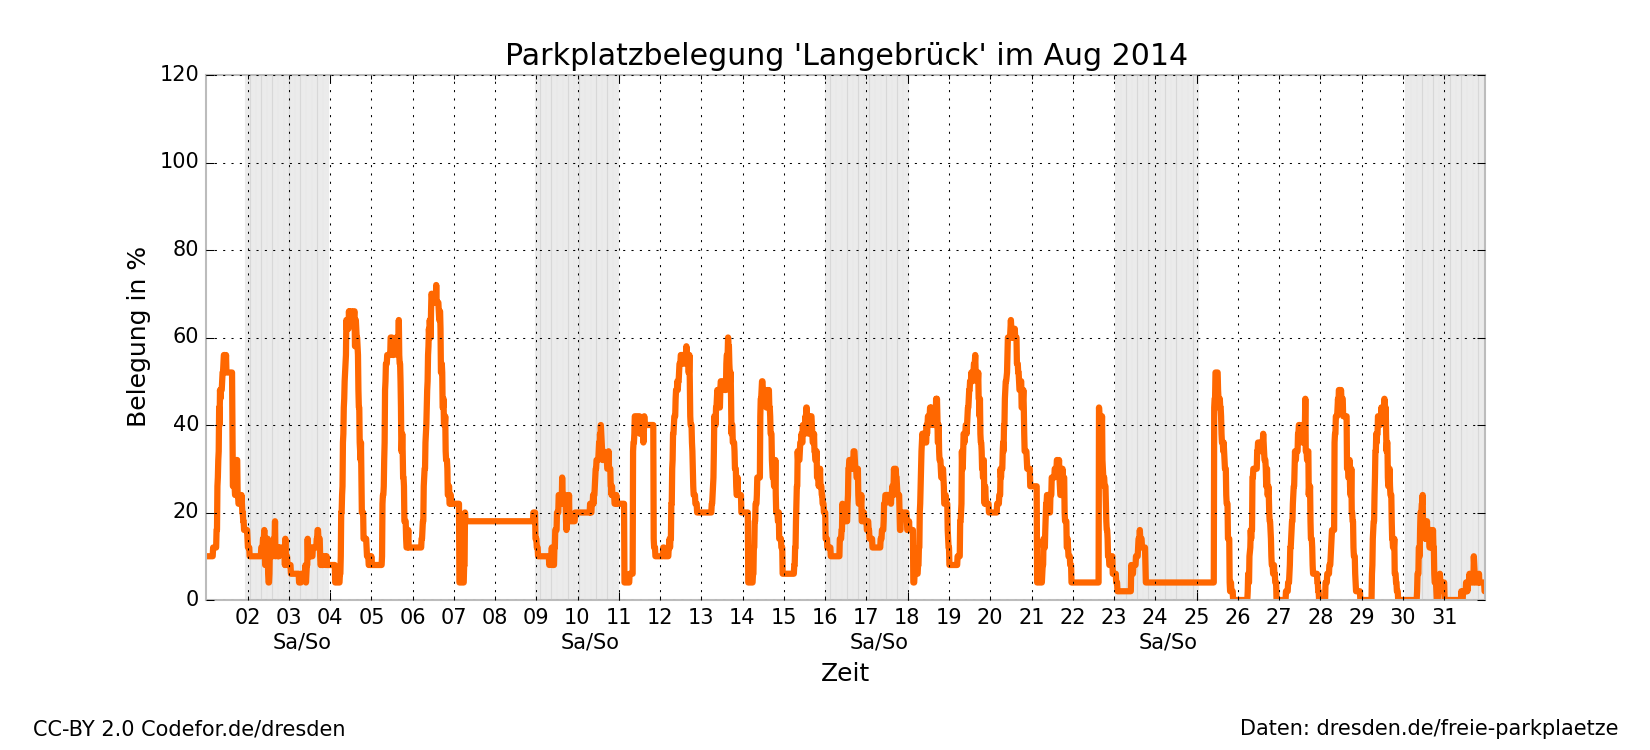 Parkplatzbelegung 'Langebrück' im Aug 2014
120
100
80
60
40
20
0
Belegung in %
02 03 04 05 06 07 08 09 10 11 12 13 14 15 16 17 18 19 20 21 22 23 24 25 26 27 28 29 30 31
Sa/So Sa/So Sa/So Sa/So
Zeit
CC-BY 2.0 Codefor.de/dresden
Daten: dresden.de/freie-parkplaetze